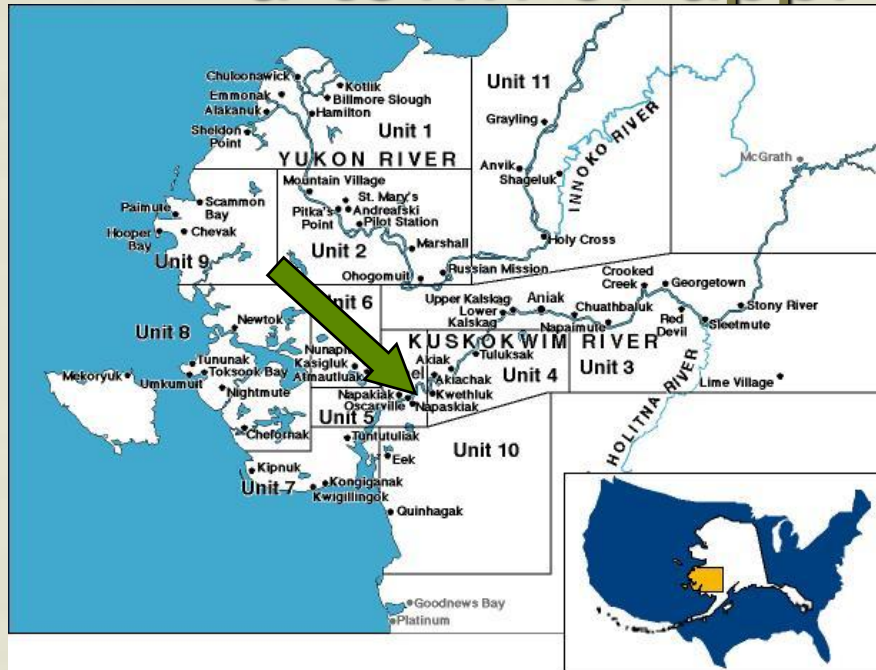 Chuloonawick
Kotlik
Emmonak
Billmore Slough
Alakanuk
Hamilton
Sheldon
Point
Unit 1
YUKON RIVER
Unit 11
Grayling
Anvik
Shageluk
INNOKO RIVER
McGrath
Holy Cross
Mountain Village
St. Mary's
Pitka's
Point
Andreafski
Pilot Station
Marshall
Unit 2
Ohogomuit
Russian Mission
Scammon
Bay
Paimute
Hooper
Bay
Chevak
Unit 9
Unit 6
Crooked
Creek
Georgetown
Upper Kalskag
Aniak
Chuathbaluk
Lower
Kalskag
Napaimute
Red
Devil
Stony River
Sleetmute
KUSKOKWIM RIVER
Unit 8
Newtok
Kasigluk
Atmautluak
Akiak
Tuluksak
Akiachak
Unit 4
Unit 3
Kwethluk
Lime Village
HOLITNA RIVER
Tununak
Toksook Bay
Mekoryuk
Umkumuit
Nightmute
Napakiak
Oscarville
Napaskiak
Unit 5
Chefornak
Tuntutuliak
Eek
Unit 10
Kipnuk
Unit 7
Kongiganak
Kwigillingok
Quinhagak
Goodnews Bay
Platinum